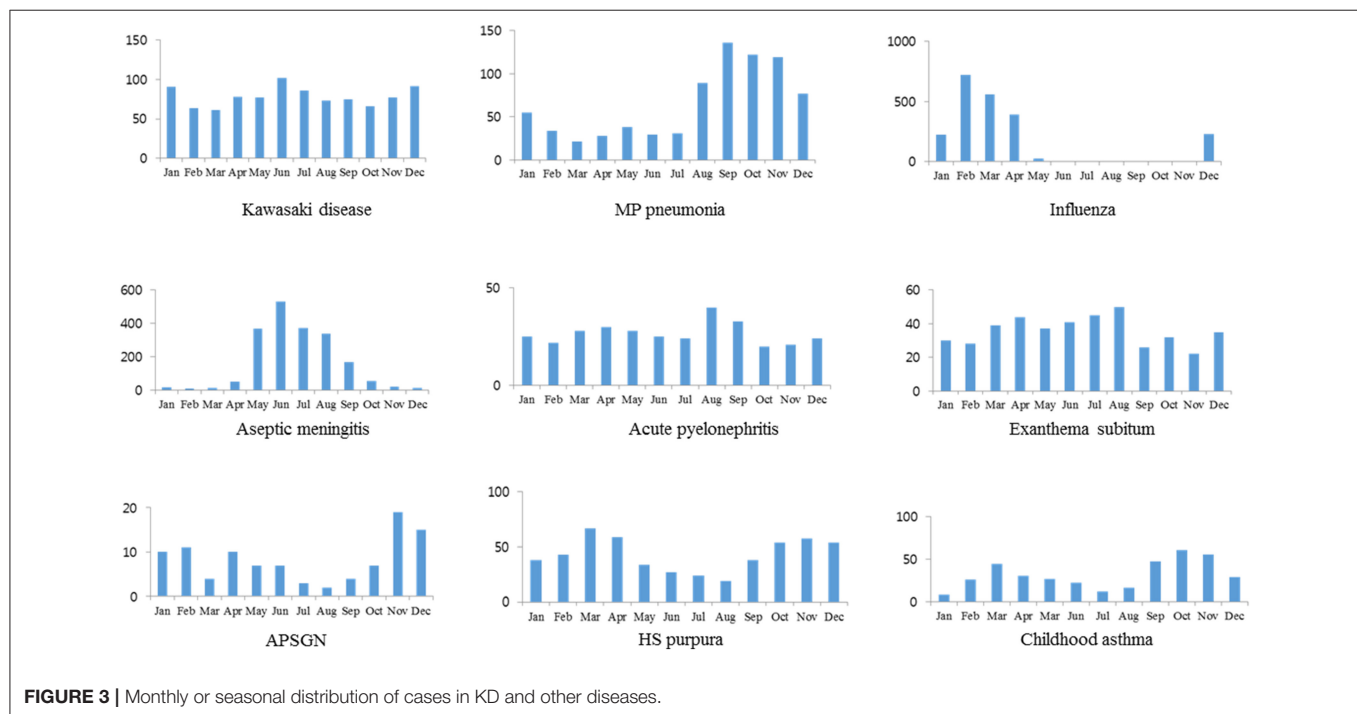 150
100
50
0
Jan Feb Mar Apr May Jun Jul Aug Sep Oct Nov Dec
Kawasaki disease
150
100
50
0
Jan Feb Mar Apr May Jun Jul Aug Sep Oct Nov Dec
MP pneumonia
1000
500
0
Jan Feb Mar Apr May Jun Jul Aug Sep Oct Nov Dec
Influenza
600
400
200
0
Jan Feb Mar Apr May Jun Jul Aug Sep Oct Nov Dec
Aseptic meningitis
50
0
Jan Feb Mar Apr May Jun Jul Aug Sep Oct Nov Dec
Acute pyelonephritis
60
40
20
0
Jan Feb Mar Apr May Jun Jul Aug Sep Oct Nov Dec
Exanthema subitum
20
10
0
Jan Feb Mar Apr May Jun Jul Aug Sep Oct Nov Dec
APSGN
100
50
0
Jan Feb Mar Apr May Jun Jul Aug Sep Oct Nov Dec
HS purpura
100
50
0
Jan Feb Mar Apr Mar Jun Jul Aug Sep Oct Nov Dec
Childhood asthma
FIGURE 3 | Monthly or seasonal distribution of cases in KD and other diseases.